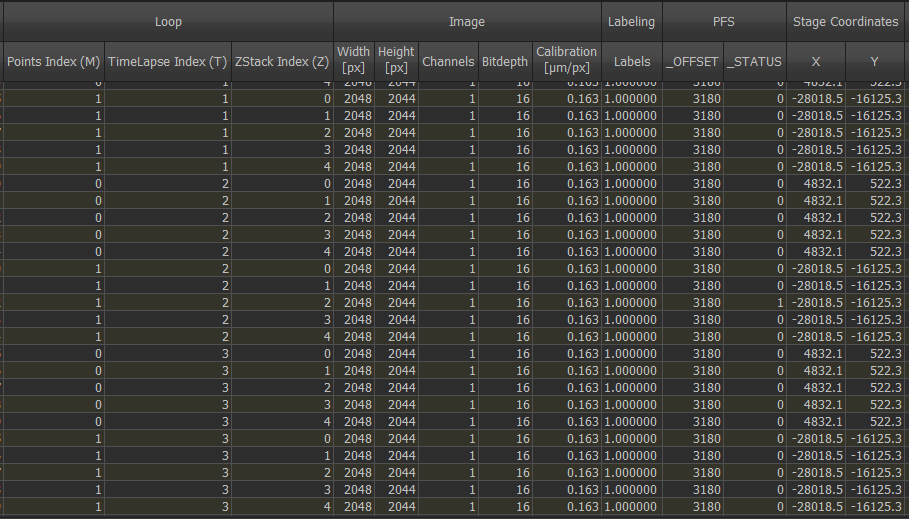 Loop Image Labeling PFS Stage Coordinates
Points Index (M) TimeLapse Index (T) ZStack Index (Z) Width [px] Height [px] Channels Bitdepth Calibration [µm/px] Labels _OFFSET _STATUS X Y
0 1 4 2048 2044 1 16 0.163 1.000000 3180 0 4832.1 522.3
1 1 0 2048 2044 1 16 0.163 1.000000 3180 0 -28018.5 -16125.3
1 1 1 2048 2044 1 16 0.163 1.000000 3180 0 -28018.5 -16125.3
1 1 2 2048 2044 1 16 0.163 1.000000 3180 0 -28018.5 -16125.3
1 1 3 2048 2044 1 16 0.163 1.000000 3180 0 -28018.5 -16125.3
1 1 4 2048 2044 1 16 0.163 1.000000 3180 0 -28018.5 -16125.3
0 2 0 2048 2044 1 16 0.163 1.000000 3180 0 4832.1 522.3
0 2 1 2048 2044 1 16 0.163 1.000000 3180 0 4832.1 522.3
0 2 2 2048 2044 1 16 0.163 1.000000 3180 0 4832.1 522.3
0 2 3 2048 2044 1 16 0.163 1.000000 3180 0 4832.1 522.3
0 2 4 2048 2044 1 16 0.163 1.000000 3180 0 4832.1 522.3
1 2 0 2048 2044 1 16 0.163 1.000000 3180 0 -28018.5 -16125.3
1 2 1 2048 2044 1 16 0.163 1.000000 3180 0 -28018.5 -16125.3
1 2 2 2048 2044 1 16 0.163 1.000000 3180 1 -28018.5 -16125.3
1 2 3 2048 2044 1 16 0.163 1.000000 3180 0 -28018.5 -16125.3
1 2 4 2048 2044 1 16 0.163 1.000000 3180 0 -28018.5 -16125.3
0 3 0 2048 2044 1 16 0.163 1.000000 3180 0 4832.1 522.3
0 3 1 2048 2044 1 16 0.163 1.000000 3180 0 4832.1 522.3
0 3 2 2048 2044 1 16 0.163 1.000000 3180 0 4832.1 522.3
0 3 3 2048 2044 1 16 0.163 1.000000 3180 0 4832.1 522.3
0 3 4 2048 2044 1 16 0.163 1.000000 3180 0 4832.1 522.3
1 3 0 2048 2044 1 16 0.163 1.000000 3180 0 -28018.5 -16125.3
1 3 1 2048 2044 1 16 0.163 1.000000 3180 0 -28018.5 -16125.3
1 3 2 2048 2044 1 16 0.163 1.000000 3180 0 -28018.5 -16125.3
1 3 3 2048 2044 1 16 0.163 1.000000 3180 0 -28018.5 -16125.3
1 3 4 2048 2044 1 16 0.163 1.000000 3180 0 -28018.5 -16125.3